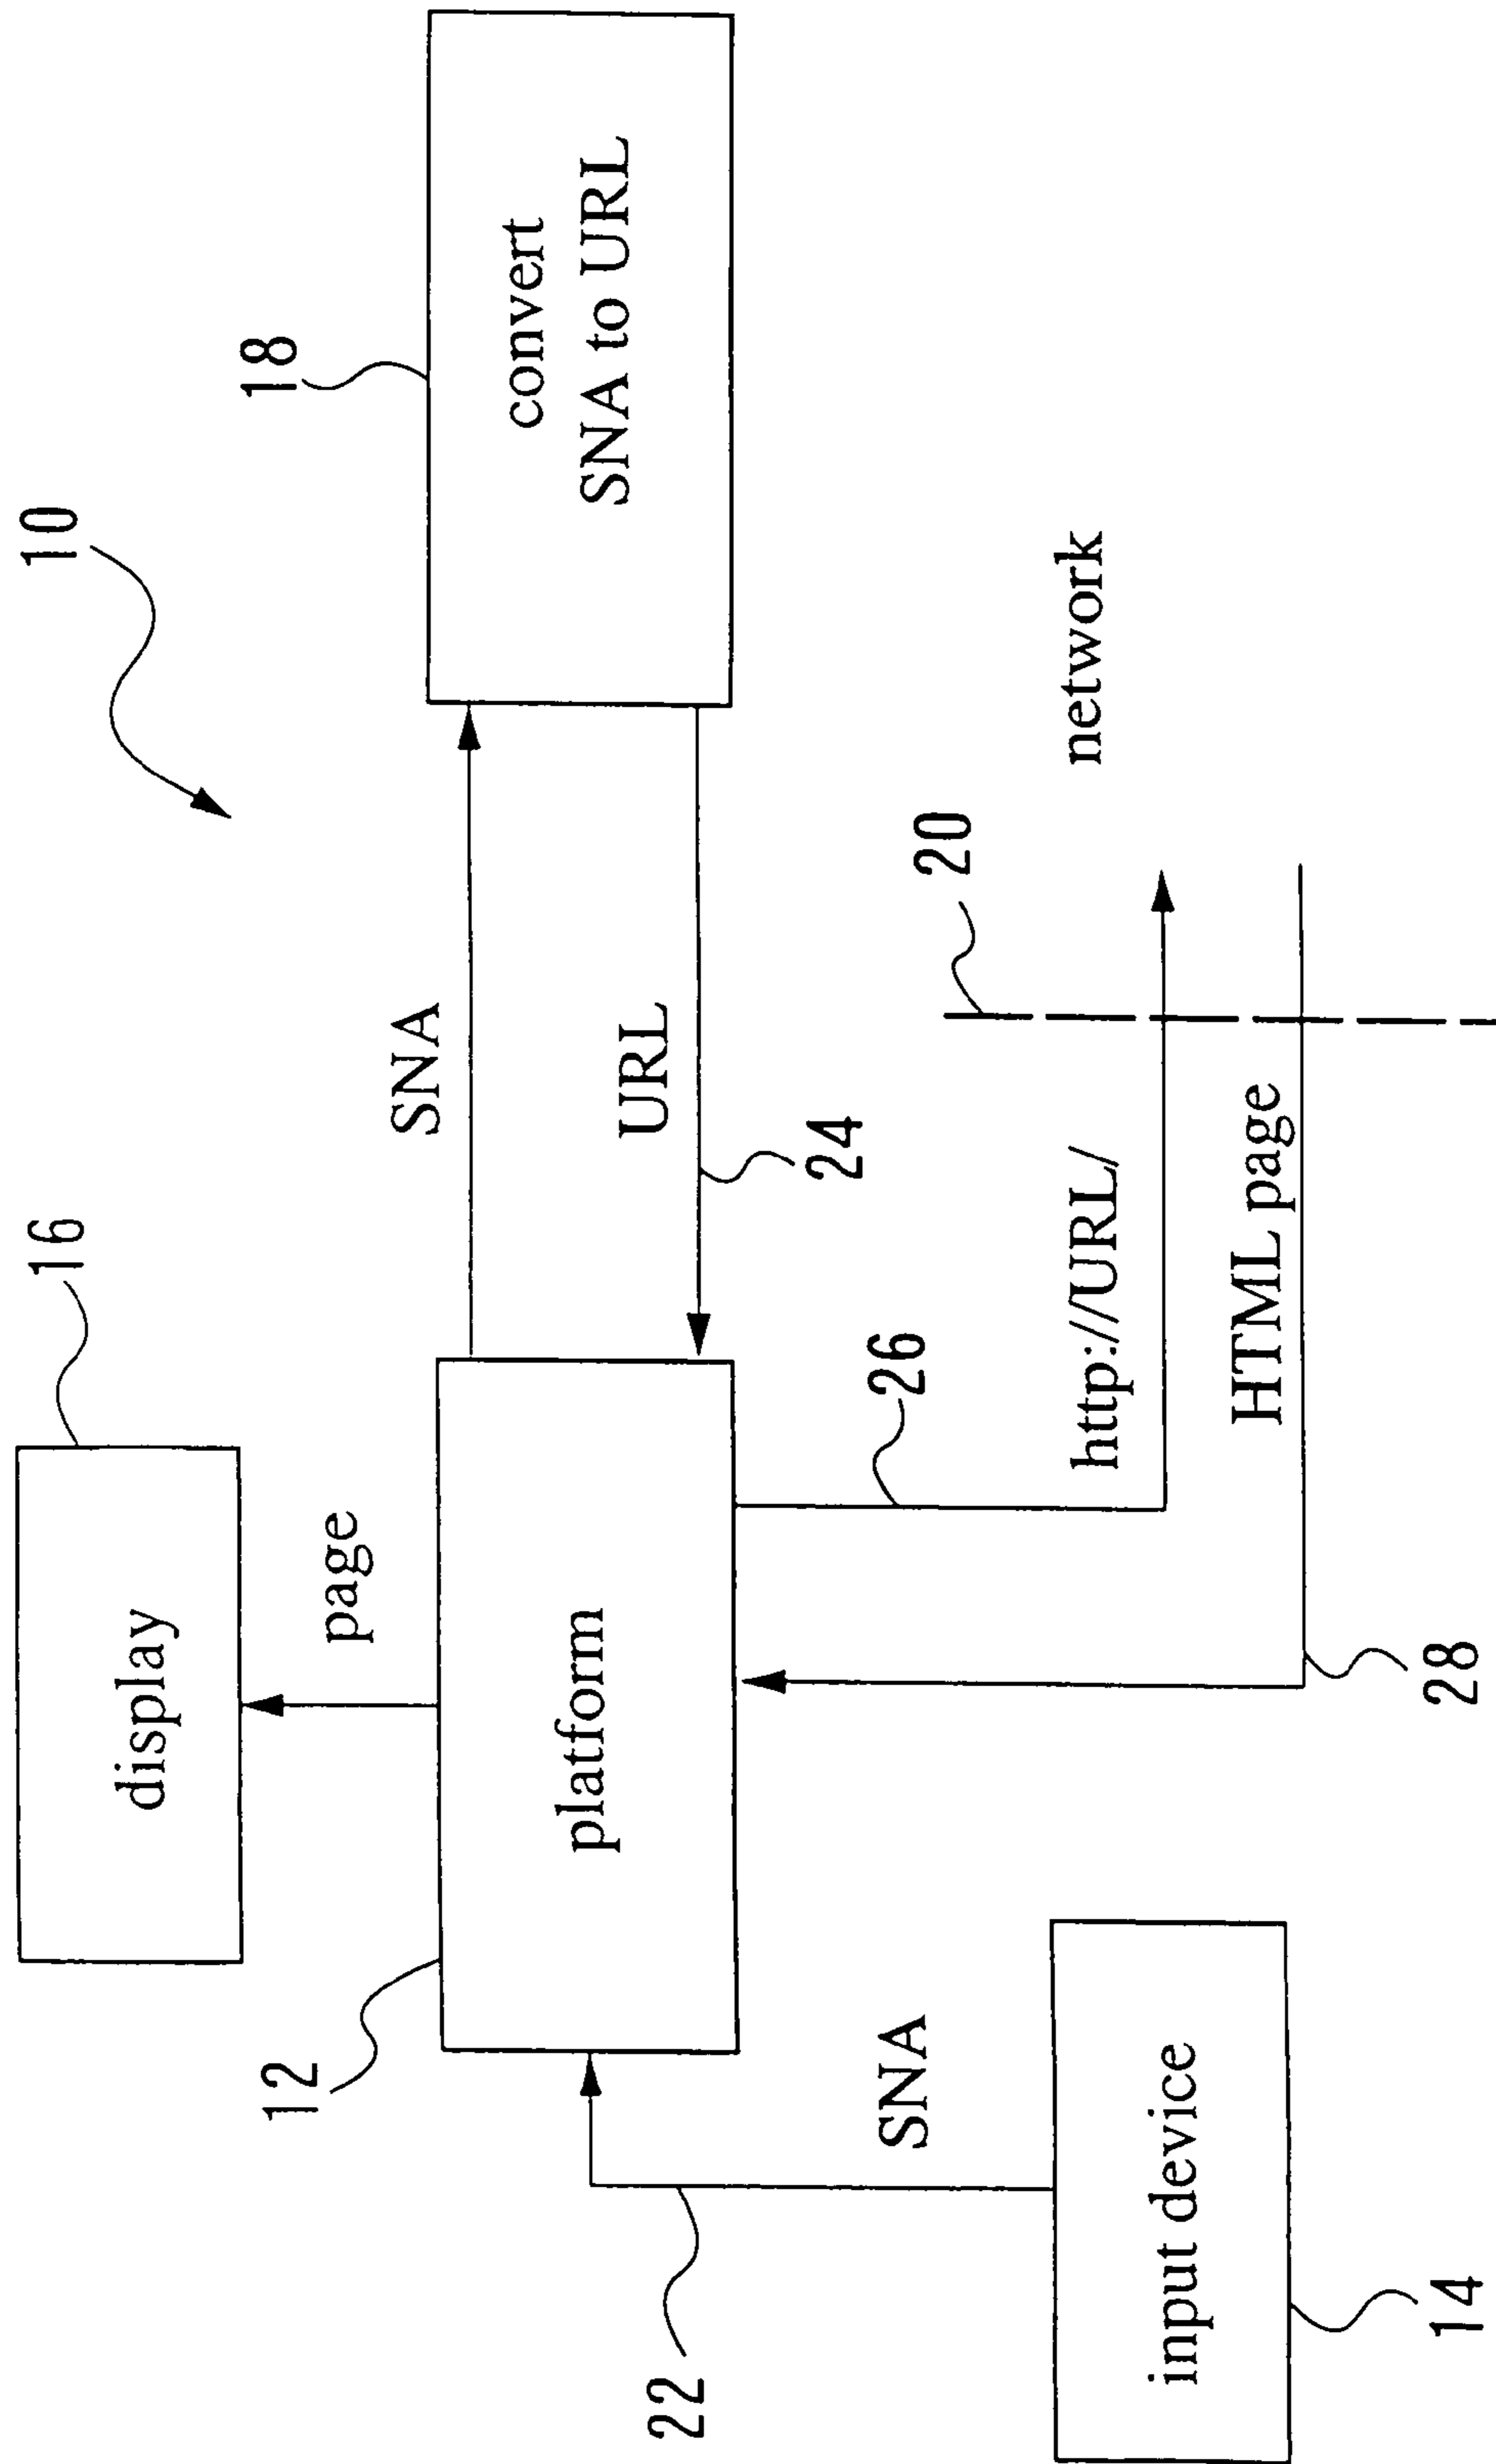 10
16
display
page
18
convert
SNA to URL
SNA
URL
24
12
platform
22
SNA
input device
14
26
http://URL/
HTML page
28
20
network